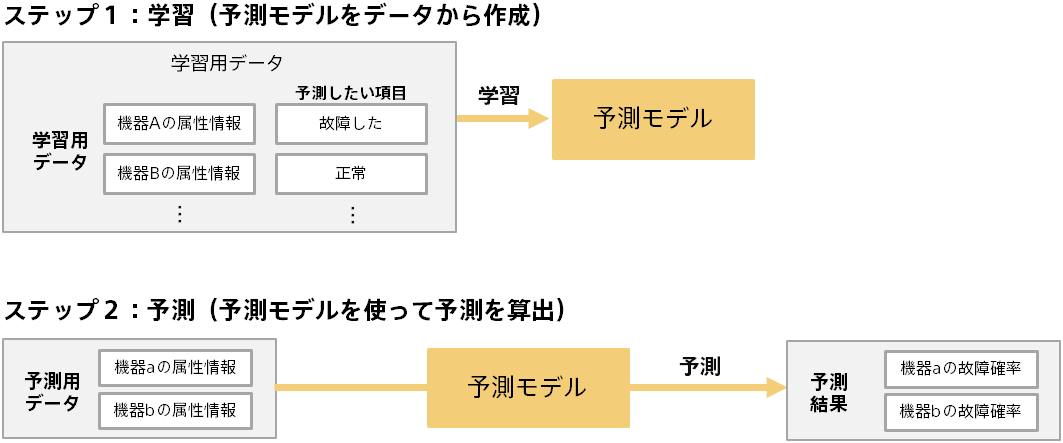 ステップ1：学習（予測モデルをデータから作成）
学習用データ
予測したい項目
学習用
データ
機器Aの属性情報
故障した
機器Bの属性情報
正常
⋮
⋮
学習
予測モデル
ステップ2：予測（予測モデルを使って予測を算出）
予測用
データ
機器aの属性情報
機器bの属性情報
予測モデル
予測
予測
結果
機器aの故障確率
機器bの故障確率